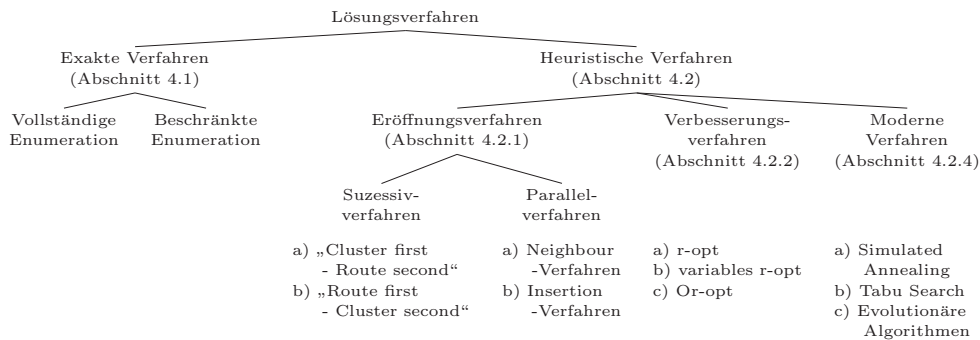 Lösungsverfahren
Exakte Verfahren
(Abschnitt 4.1)
Heuristische Verfahren
(Abschnitt 4.2)
Vollständige
Enumeration
Beschränkte
Enumeration
Eröffnungsverfahren
(Abschnitt 4.2.1)
Verbesserungs-
verfahren
(Abschnitt 4.2.2)
Moderne
Verfahren
(Abschnitt 4.2.4)
Suzessiv-
verfahren
Parallel-
verfahren
a) „Cluster first
- Route second“
b) „Route first
- Cluster second“
a) Neighbour
-Verfahren
b) Insertion
-Verfahren
a) r-opt
b) variables r-opt
c) Or-opt
a) Simulated
Annealing
b) Tabu Search
c) Evolutionäre
Algorithmen